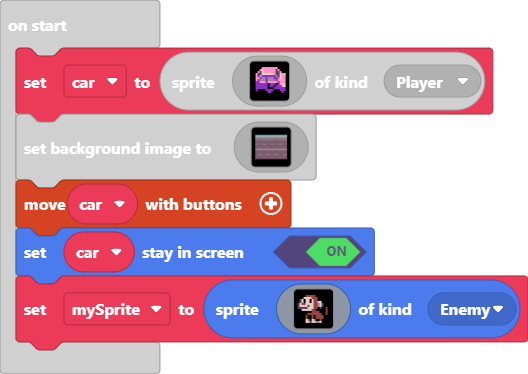 on start
set car to sprite of kind Player
set background image to
move car with buttons
set car stay in screen ON
set mySprite to sprite of kind Enemy